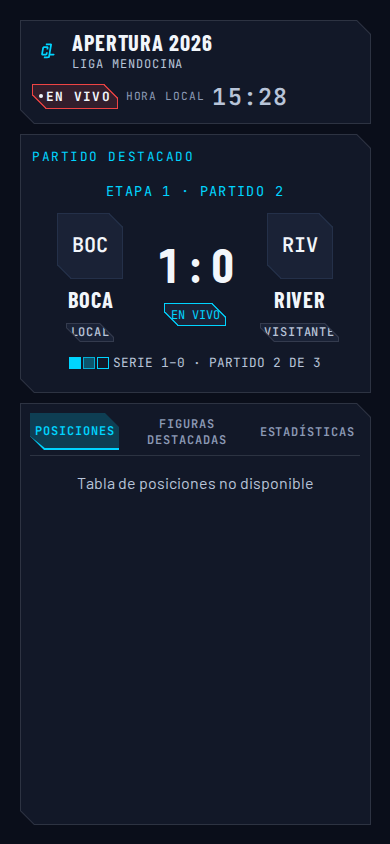 APERTURA 2026
LIGA MENDOCINA
•EN VIVO HORA LOCAL 15:28
PARTIDO DESTACADO
ETAPA 1 · PARTIDO 2
BOC
1:0
RIV
BOCA
EN VIVO
RIVER
LOCAL
VISITANTE
SERIE 1–0 · PARTIDO 2 DE 3
POSICIONES
FIGURAS
DESTACADAS
ESTADÍSTICAS
Tabla de posiciones no disponible